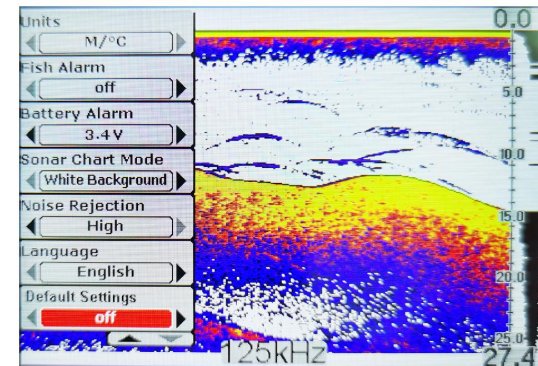 Units
M/°C
Fish Alarm
off
Battery Alarm
3.4V
Sonar Chart Mode
White Background
Noise Rejection
High
Language
English
Default Settings
off
0.0
5.0
10.0
15.0
20.0
25.0
27.4
125kHz